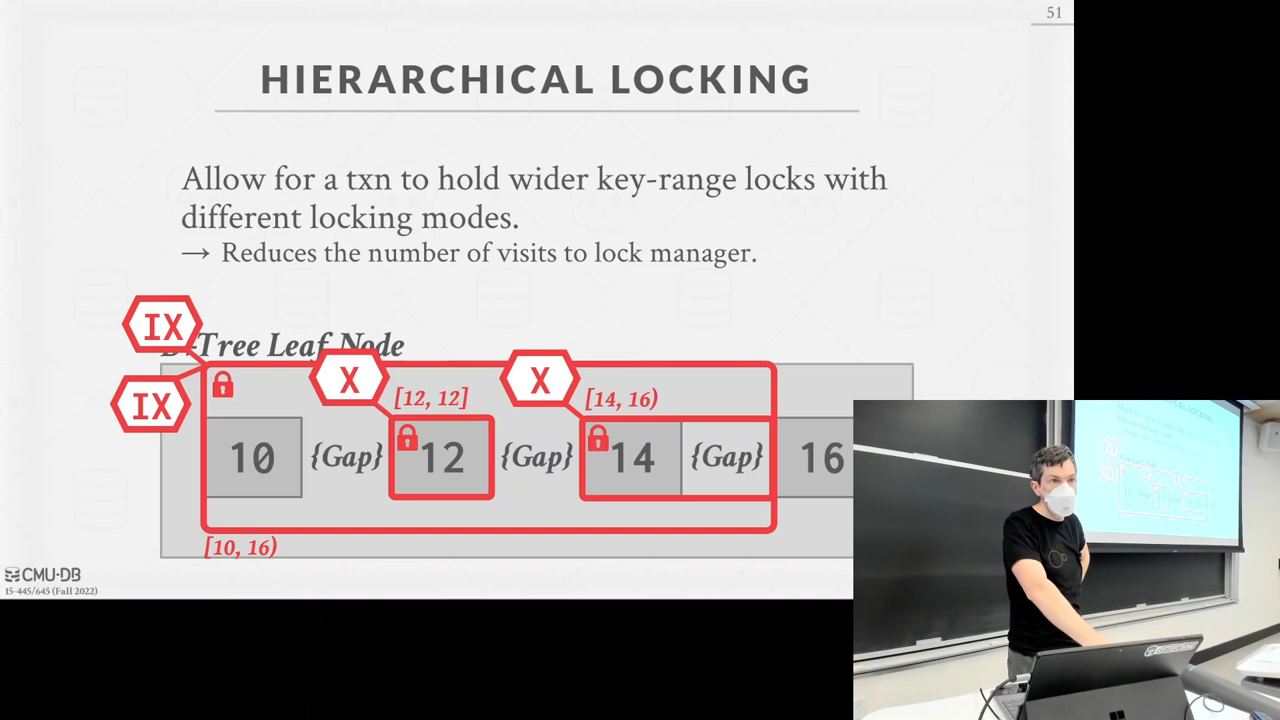 51
HIERARCHICAL LOCKING
Allow for a txn to hold wider key-range locks with
different locking modes.
→ Reduces the number of visits to lock manager.
IX
Tree Leaf Node
IX
X
[12, 12]
X
[14, 16)
10 {Gap} 12 {Gap} 14 {Gap} 16
[10, 16)
CMU·DB
15-445/645 (Fall 2022)